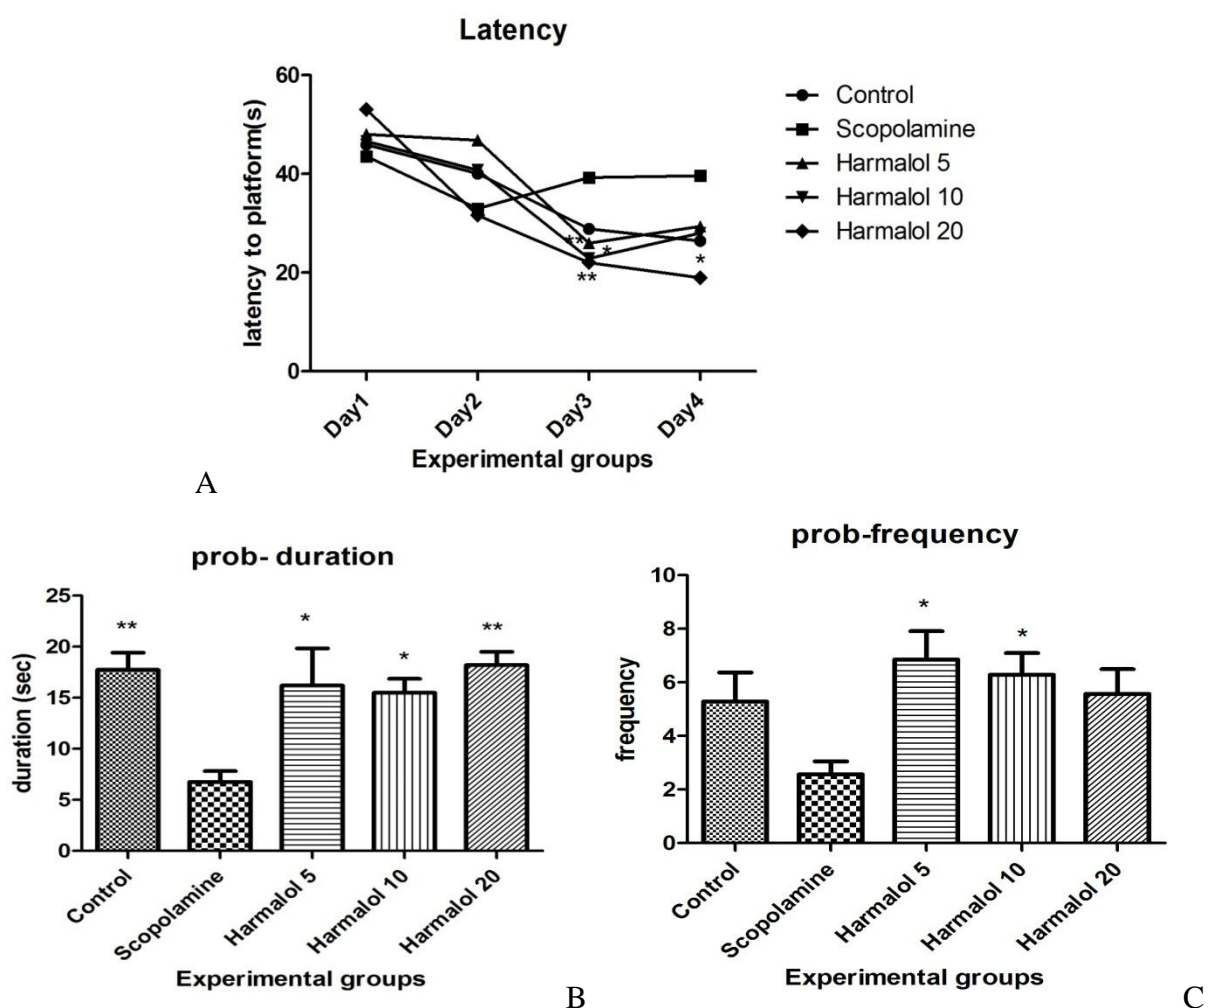 Latency
latency to platform(s)
60
40
20
0
** *
**
*
Day1 Day2 Day3 Day4
Experimental groups
Control
Scopolamine
Harmalol 5
Harmalol 10
Harmalol 20
A
prob- duration
duration (sec)
25
20
15
10
5
0
** * * **
Control Scopolamine Harmalol 5 Harmalol 10 Harmalol 20
Experimental groups
B
prob-frequency
frequency
10
8
6
4
2
0
* *
Control Scopolamine Harmalol 5 Harmalol 10 Harmalol 20
Experimental groups
C